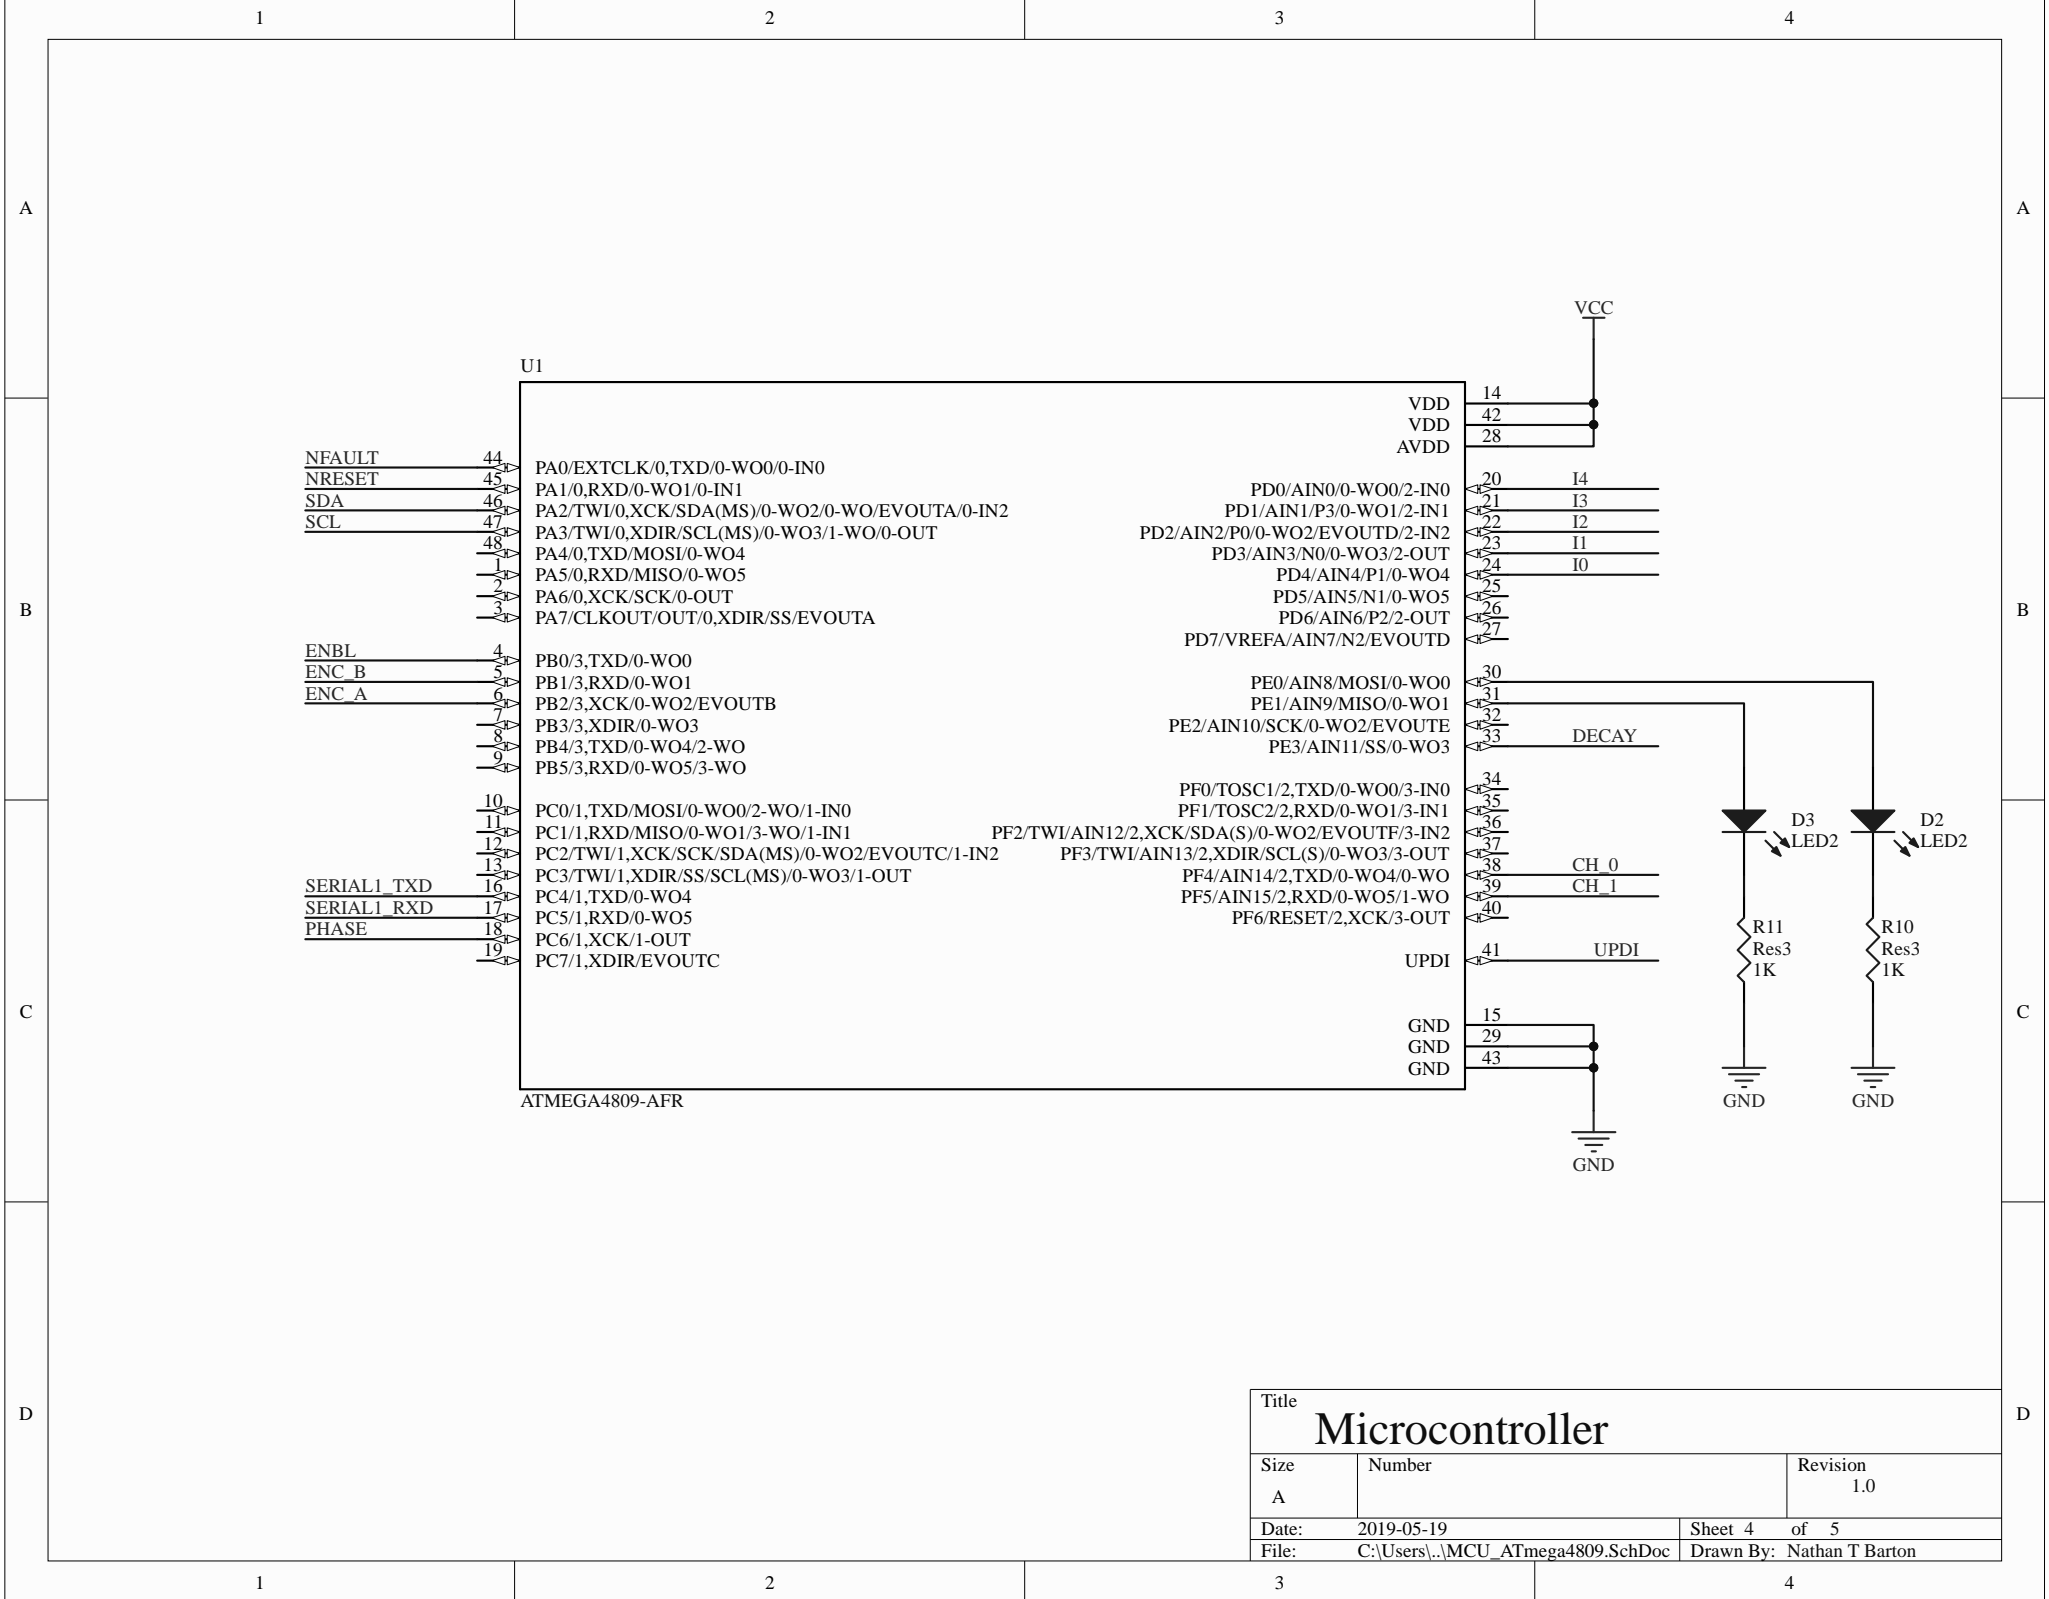 1 2 3 4
A A
VCC
U1
14
VDD
42
VDD
28
AVDD
NFAULT 44 PA0/EXTCLK/0,TXD/0-WO0/0-IN0
NRESET 45 PA1/0,RXD/0-WO1/0-IN1
SDA 46 PA2/TWI/0,XCK/SDA(MS)/0-WO2/0-WO/EVOUTA/0-IN2
SCL 47 PA3/TWI/0,XDIR/SCL(MS)/0-WO3/1-WO/0-OUT
48 PA4/0,TXD/MOSI/0-WO4
1 PA5/0,RXD/MISO/0-WO5
2 PA6/0,XCK/SCK/0-OUT
3 PA7/CLKOUT/OUT/0,XDIR/SS/EVOUTA
ENBL 4 PB0/3,TXD/0-WO0
ENC_B 5 PB1/3,RXD/0-WO1
ENC_A 6 PB2/3,XCK/0-WO2/EVOUTB
7 PB3/3,XDIR/0-WO3
8 PB4/3,TXD/0-WO4/2-WO
9 PB5/3,RXD/0-WO5/3-WO
10 PC0/1,TXD/MOSI/0-WO0/2-WO/1-IN0
11 PC1/1,RXD/MISO/0-WO1/3-WO/1-IN1
12 PC2/TWI/1,XCK/SCK/SDA(MS)/0-WO2/EVOUTC/1-IN2
13 PC3/TWI/1,XDIR/SS/SCL(MS)/0-WO3/1-OUT
SERIAL1_TXD 16 PC4/1,TXD/0-WO4
SERIAL1_RXD 17 PC5/1,RXD/0-WO5
PHASE 18 PC6/1,XCK/1-OUT
19 PC7/1,XDIR/EVOUTC
PD0/AIN0/0-WO0/2-IN0 20 I4
PD1/AIN1/P3/0-WO1/2-IN1 21 I3
PD2/AIN2/P0/0-WO2/EVOUTD/2-IN2 22 I2
PD3/AIN3/N0/0-WO3/2-OUT 23 I1
PD4/AIN4/P1/0-WO4 24 I0
PD5/AIN5/N1/0-WO5 25
PD6/AIN6/P2/2-OUT 26
PD7/VREFA/AIN7/N2/EVOUTD 27
PE0/AIN8/MOSI/0-WO0 30
PE1/AIN9/MISO/0-WO1 31
PE2/AIN10/SCK/0-WO2/EVOUTE 32
PE3/AIN11/SS/0-WO3 33 DECAY
PF0/TOSC1/2,TXD/0-WO0/3-IN0 34
PF1/TOSC2/2,RXD/0-WO1/3-IN1 35
PF2/TWI/AIN12/2,XCK/SDA(S)/0-WO2/EVOUTF/3-IN2 36
PF3/TWI/AIN13/2,XDIR/SCL(S)/0-WO3/3-OUT 37
PF4/AIN14/2,TXD/0-WO4/0-WO 38 CH_0
PF5/AIN15/2,RXD/0-WO5/1-WO 39 CH_1
PF6/RESET/2,XCK/3-OUT 40
UPDI 41 UPDI
GND 15
GND 29
GND 43
GND
ATMEGA4809-AFR
D3
LED2
D2
LED2
R11
Res3
1K
R10
Res3
1K
GND
GND
B B
C C
D D
Title
Microcontroller
Size
A
Number
Revision
1.0
Date: 2019-05-19 Sheet 4 of 5
File: C:\Users\..\MCU_ATmega4809.SchDoc Drawn By: Nathan T Barton
1 2 3 4